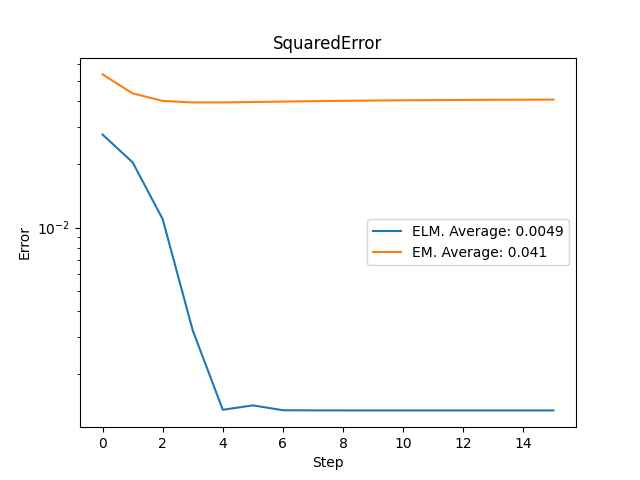 SquaredError
Error
10⁻²
ELM. Average: 0.0049
EM. Average: 0.041
0 2 4 6 8 10 12 14
Step